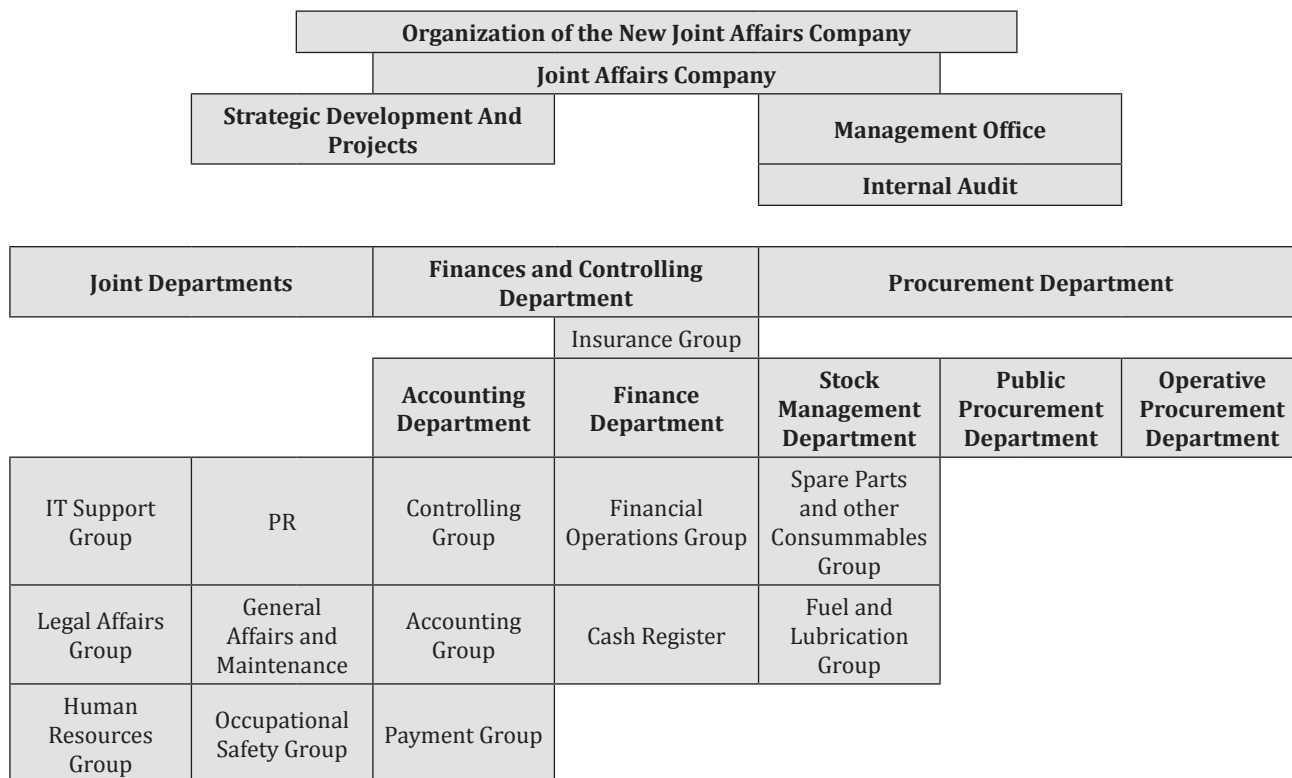 Organization of the New Joint Affairs Company
Joint Affairs Company
Strategic Development And
Projects
Management Office
Internal Audit
Joint Departments
Finances and Controlling
Department
Procurement Department
Insurance Group
Accounting
Department
Finance
Department
Stock
Management
Department
Public
Procurement
Department
Operative
Procurement
Department
IT Support
Group
PR
Controlling
Group
Financial
Operations Group
Spare Parts
and other
Consummables
Group
Legal Affairs
Group
General
Affairs and
Maintenance
Accounting
Group
Cash Register
Fuel and
Lubrication
Group
Human
Resources
Group
Occupational
Safety Group
Payment Group